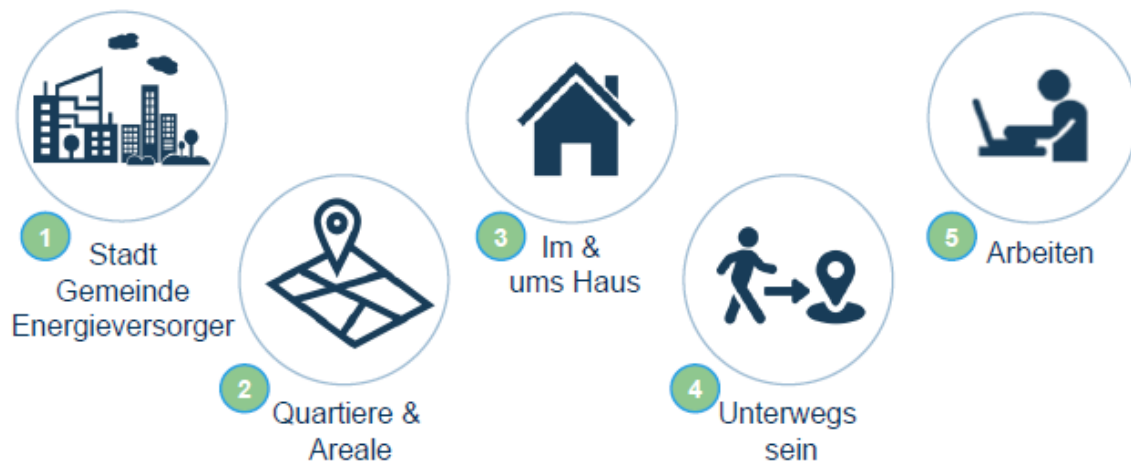 1
Stadt
Gemeinde
Energieversorger
2
Quartiere &
Areale
3
Im &
ums Haus
4
Unterwegs
sein
5
Arbeiten